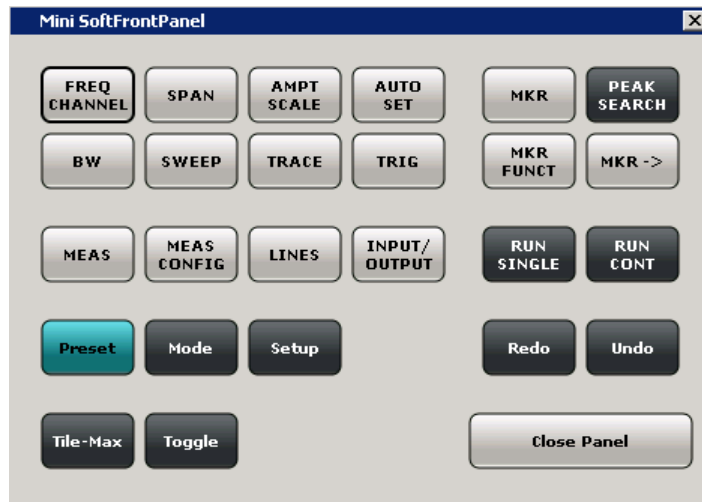 Mini SoftFrontPanel
FREQ
CHANNEL
SPAN
AMPT
SCALE
AUTO
SET
MKR
PEAK
SEARCH
BW
SWEEP
TRACE
TRIG
MKR
FUNCT
MKR ->
MEAS
MEAS
CONFIG
LINES
INPUT/
OUTPUT
RUN
SINGLE
RUN
CONT
Preset
Mode
Setup
Redo
Undo
Tile-Max
Toggle
Close Panel